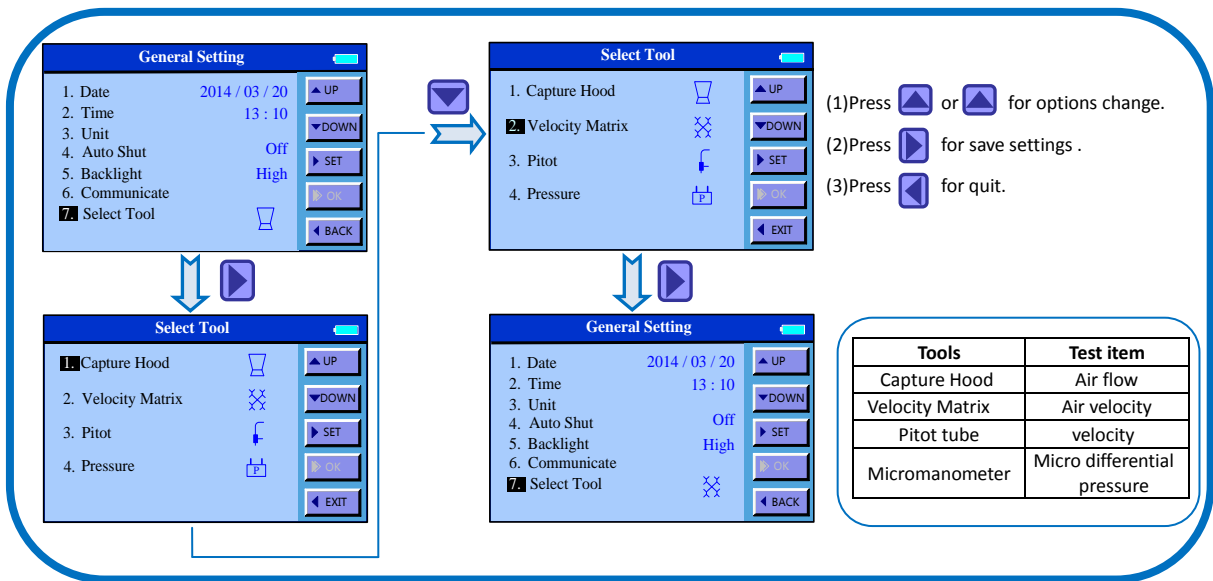 General Setting
1. Date 2014 / 03 / 20
2. Time 13 : 10
3. Unit
4. Auto Shut Off
5. Backlight High
6. Communicate
7. Select Tool
UP
DOWN
SET
OK
BACK
Select Tool
1. Capture Hood
2. Velocity Matrix
3. Pitot
4. Pressure P
UP
DOWN
SET
OK
EXIT
Select Tool
1. Capture Hood
2. Velocity Matrix
3. Pitot
4. Pressure P
UP
DOWN
SET
OK
EXIT
General Setting
1. Date 2014 / 03 / 20
2. Time 13 : 10
3. Unit
4. Auto Shut Off
5. Backlight High
6. Communicate
7. Select Tool
UP
DOWN
SET
OK
BACK
(1)Press or for options change.
(2)Press for save settings .
(3)Press for quit.
Tools Test item
Capture Hood Air flow
Velocity Matrix Air velocity
Pitot tube velocity
Micromanometer Micro differential
pressure